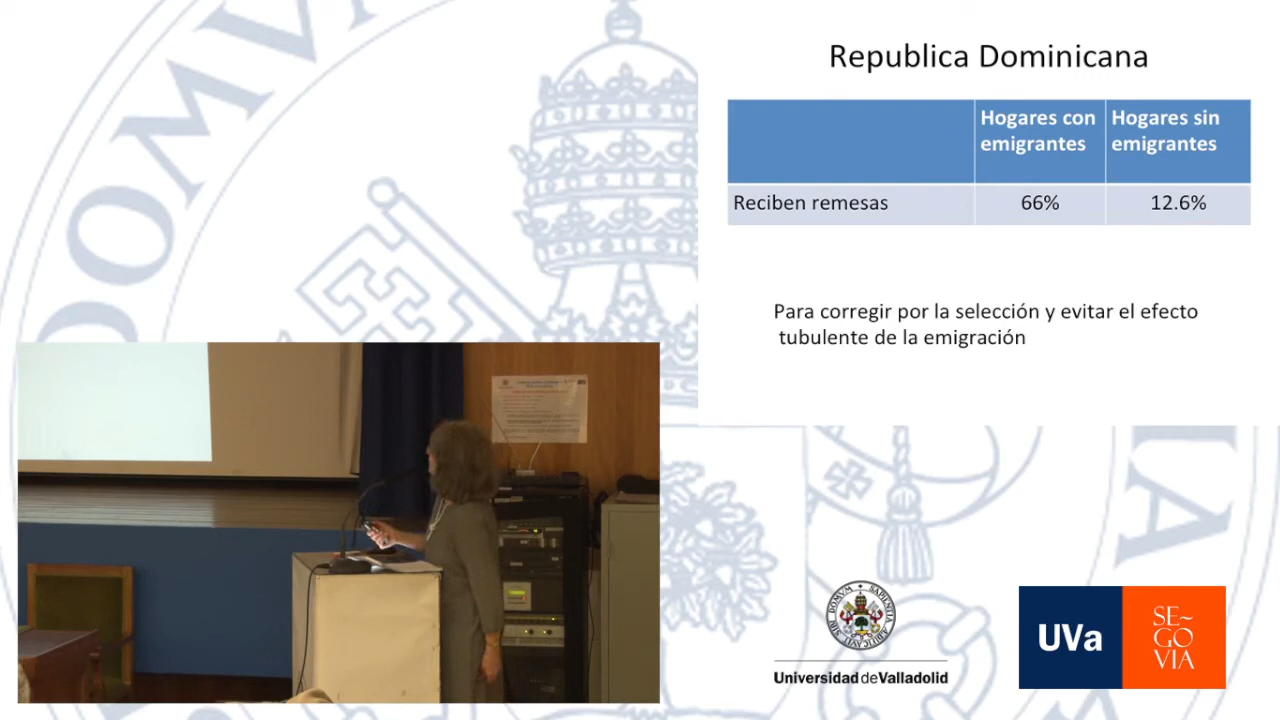 Republica Dominicana
Hogares con emigrantes
Hogares sin emigrantes
Reciben remesas
66%
12.6%
Para corregir por la selección y evitar el efecto
tubulente de la emigración
UVa
SE~
GO
VIA
Universidad de Valladolid